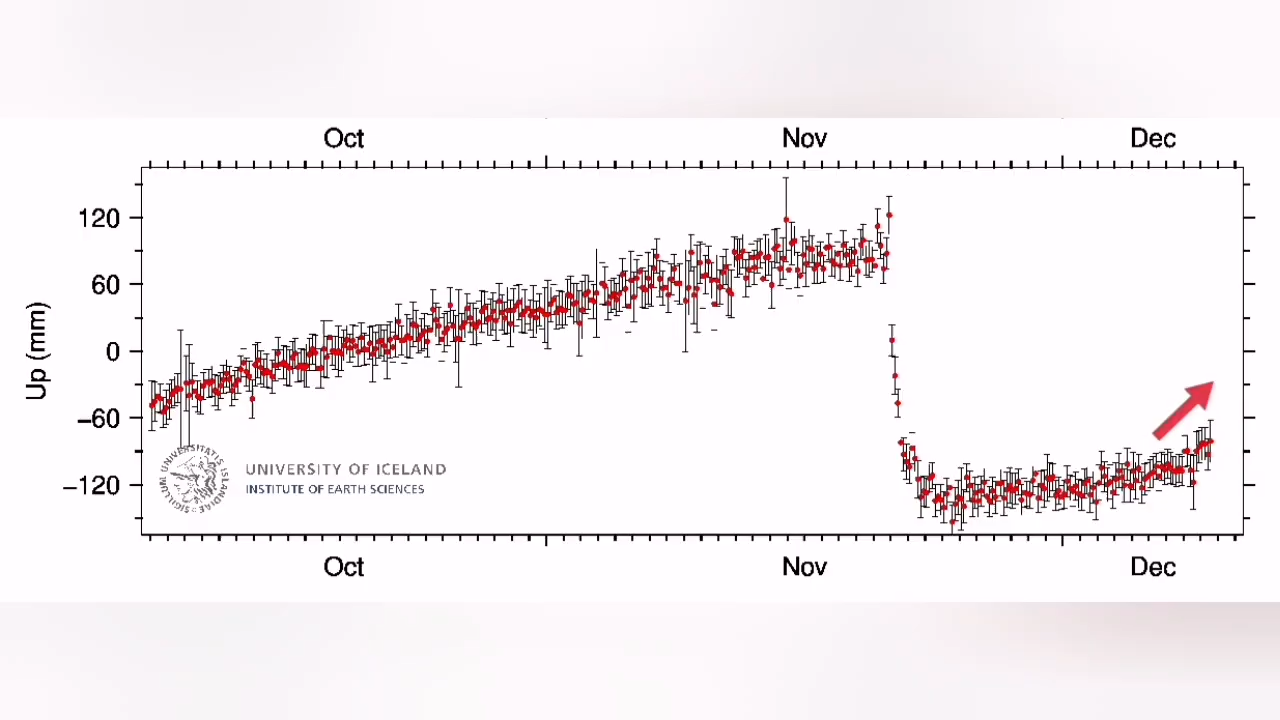 Oct Nov Dec
120
60
0
−60
−120
Up (mm)
UNIVERSITY OF ICELAND
INSTITUTE OF EARTH SCIENCES
Oct Nov Dec